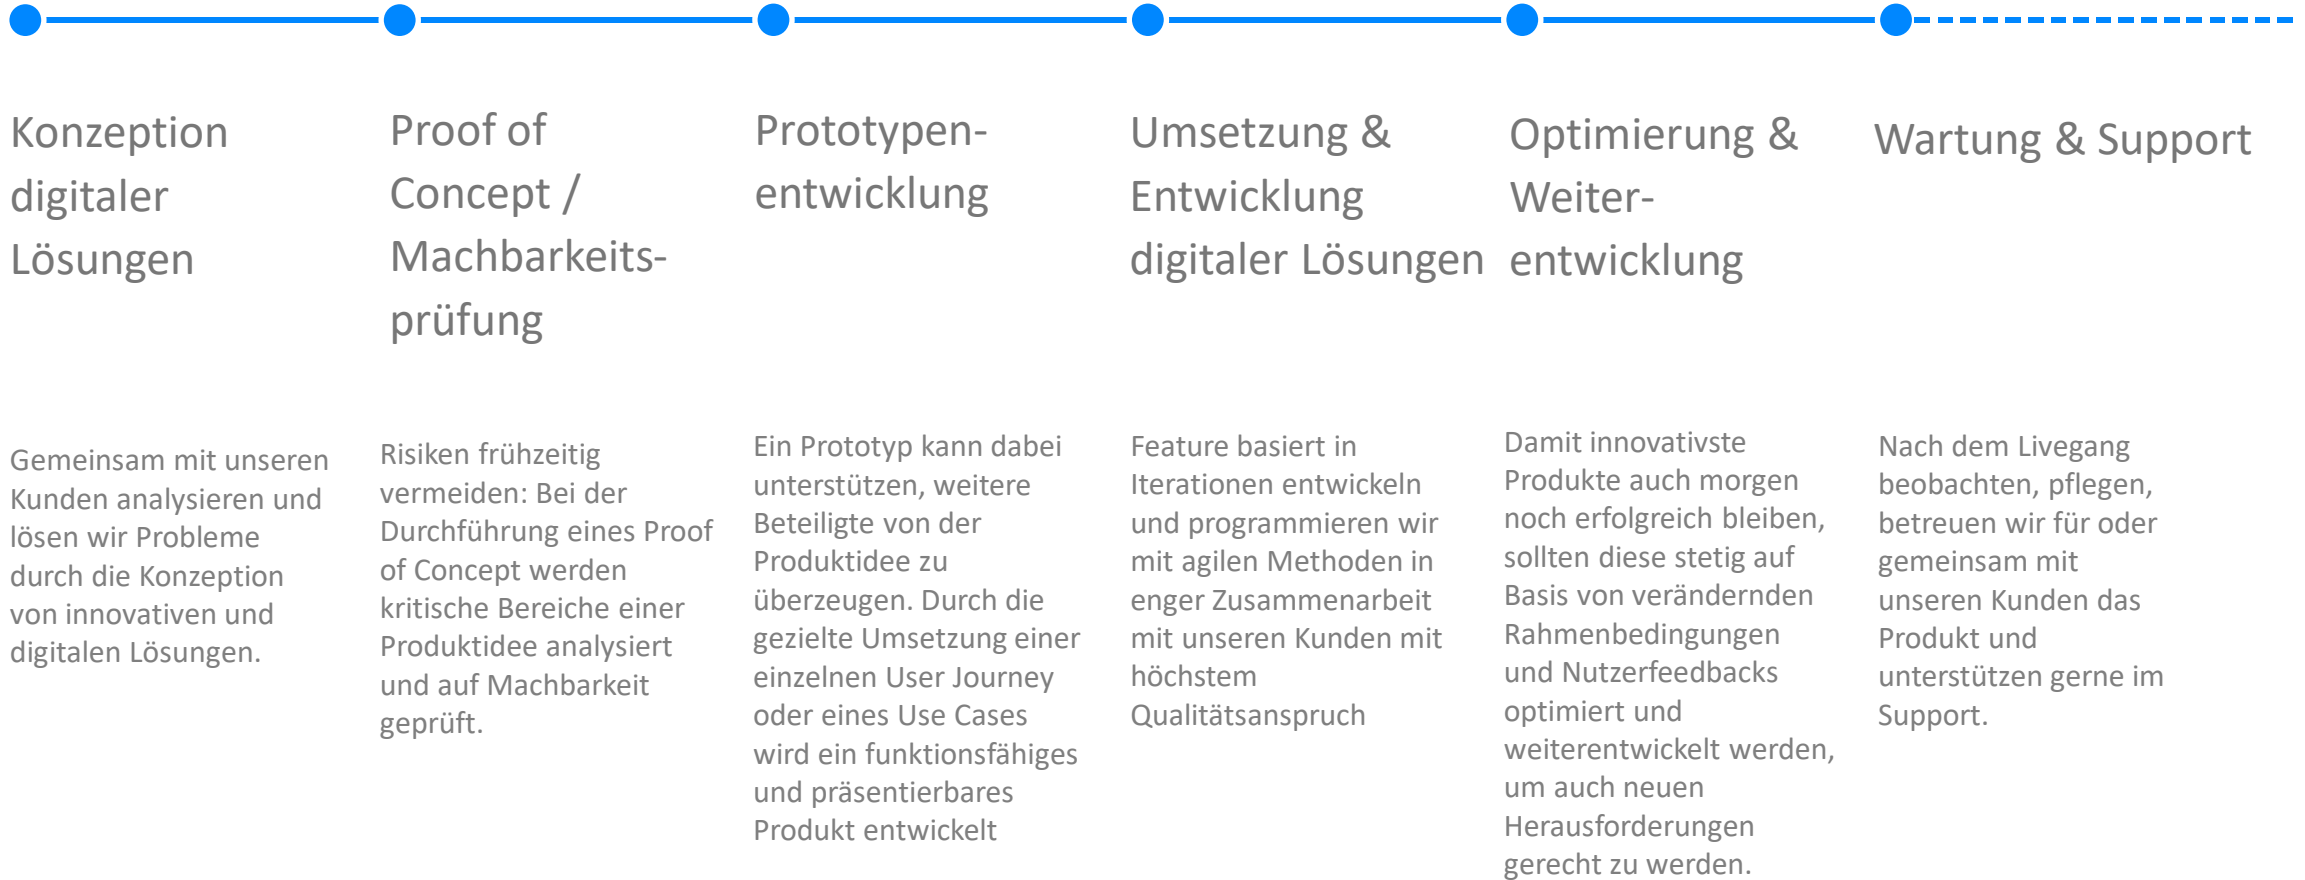 Konzeption
digitaler
Lösungen
Gemeinsam mit unseren
Kunden analysieren und
lösen wir Probleme
durch die Konzeption
von innovativen und
digitalen Lösungen.
Proof of
Concept /
Machbarkeits-
prüfung
Risiken frühzeitig
vermeiden: Bei der
Durchführung eines Proof
of Concept werden
kritische Bereiche einer
Produktidee analysiert
und auf Machbarkeit
geprüft.
Prototypen-
entwicklung
Ein Prototyp kann dabei
unterstützen, weitere
Beteiligte von der
Produktidee zu
überzeugen. Durch die
gezielte Umsetzung einer
einzelnen User Journey
oder eines Use Cases
wird ein funktionsfähiges
und präsentierbares
Produkt entwickelt
Umsetzung &
Entwicklung
digitaler Lösungen
Feature basiert in
Iterationen entwickeln
und programmieren wir
mit agilen Methoden in
enger Zusammenarbeit
mit unseren Kunden mit
höchstem
Qualitätsanspruch
Optimierung &
Weiter-
entwicklung
Damit innovativste
Produkte auch morgen
noch erfolgreich bleiben,
sollten diese stetig auf
Basis von verändernden
Rahmenbedingungen
und Nutzerfeedbacks
optimiert und
weiterentwickelt werden,
um auch neuen
Herausforderungen
gerecht zu werden.
Wartung & Support
Nach dem Livegang
beobachten, pflegen,
betreuen wir für oder
gemeinsam mit
unseren Kunden das
Produkt und
unterstützen gerne im
Support.